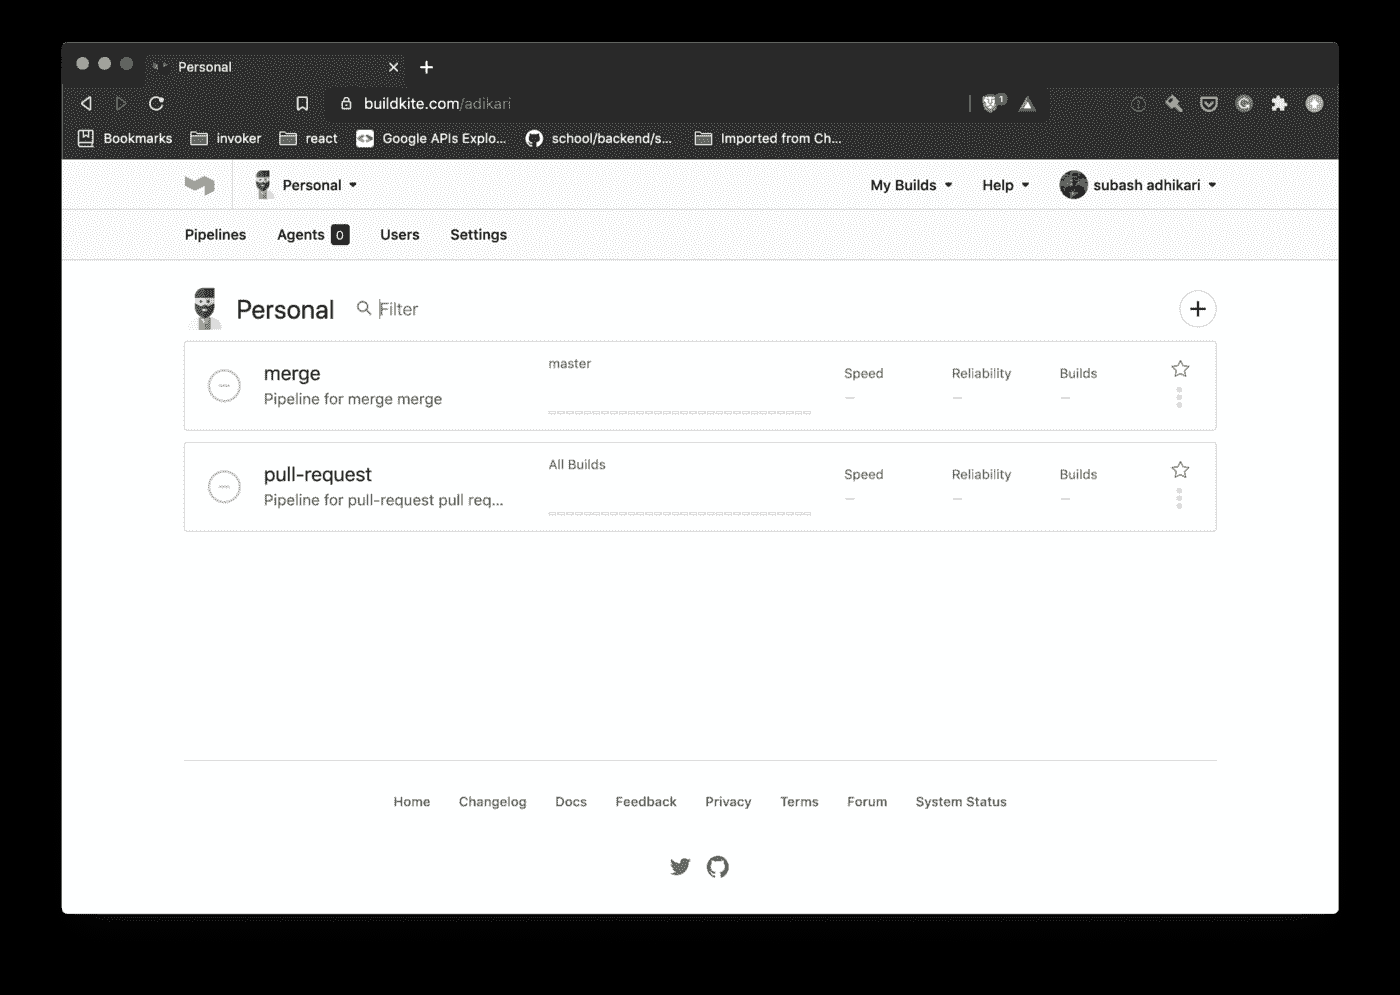 Personal
buildkite.com/adikari
1
Bookmarks invoker react Google APIs Explo... school/backend/s... Imported from Ch...
Personal My Builds Help subash adhikari
Pipelines Agents 0 Users Settings
Personal Filter
merge master Speed Reliability Builds
Pipeline for merge merge – – –
pull-request All Builds Speed Reliability Builds
Pipeline for pull-request pull req... – – –
Home Changelog Docs Feedback Privacy Terms Forum System Status